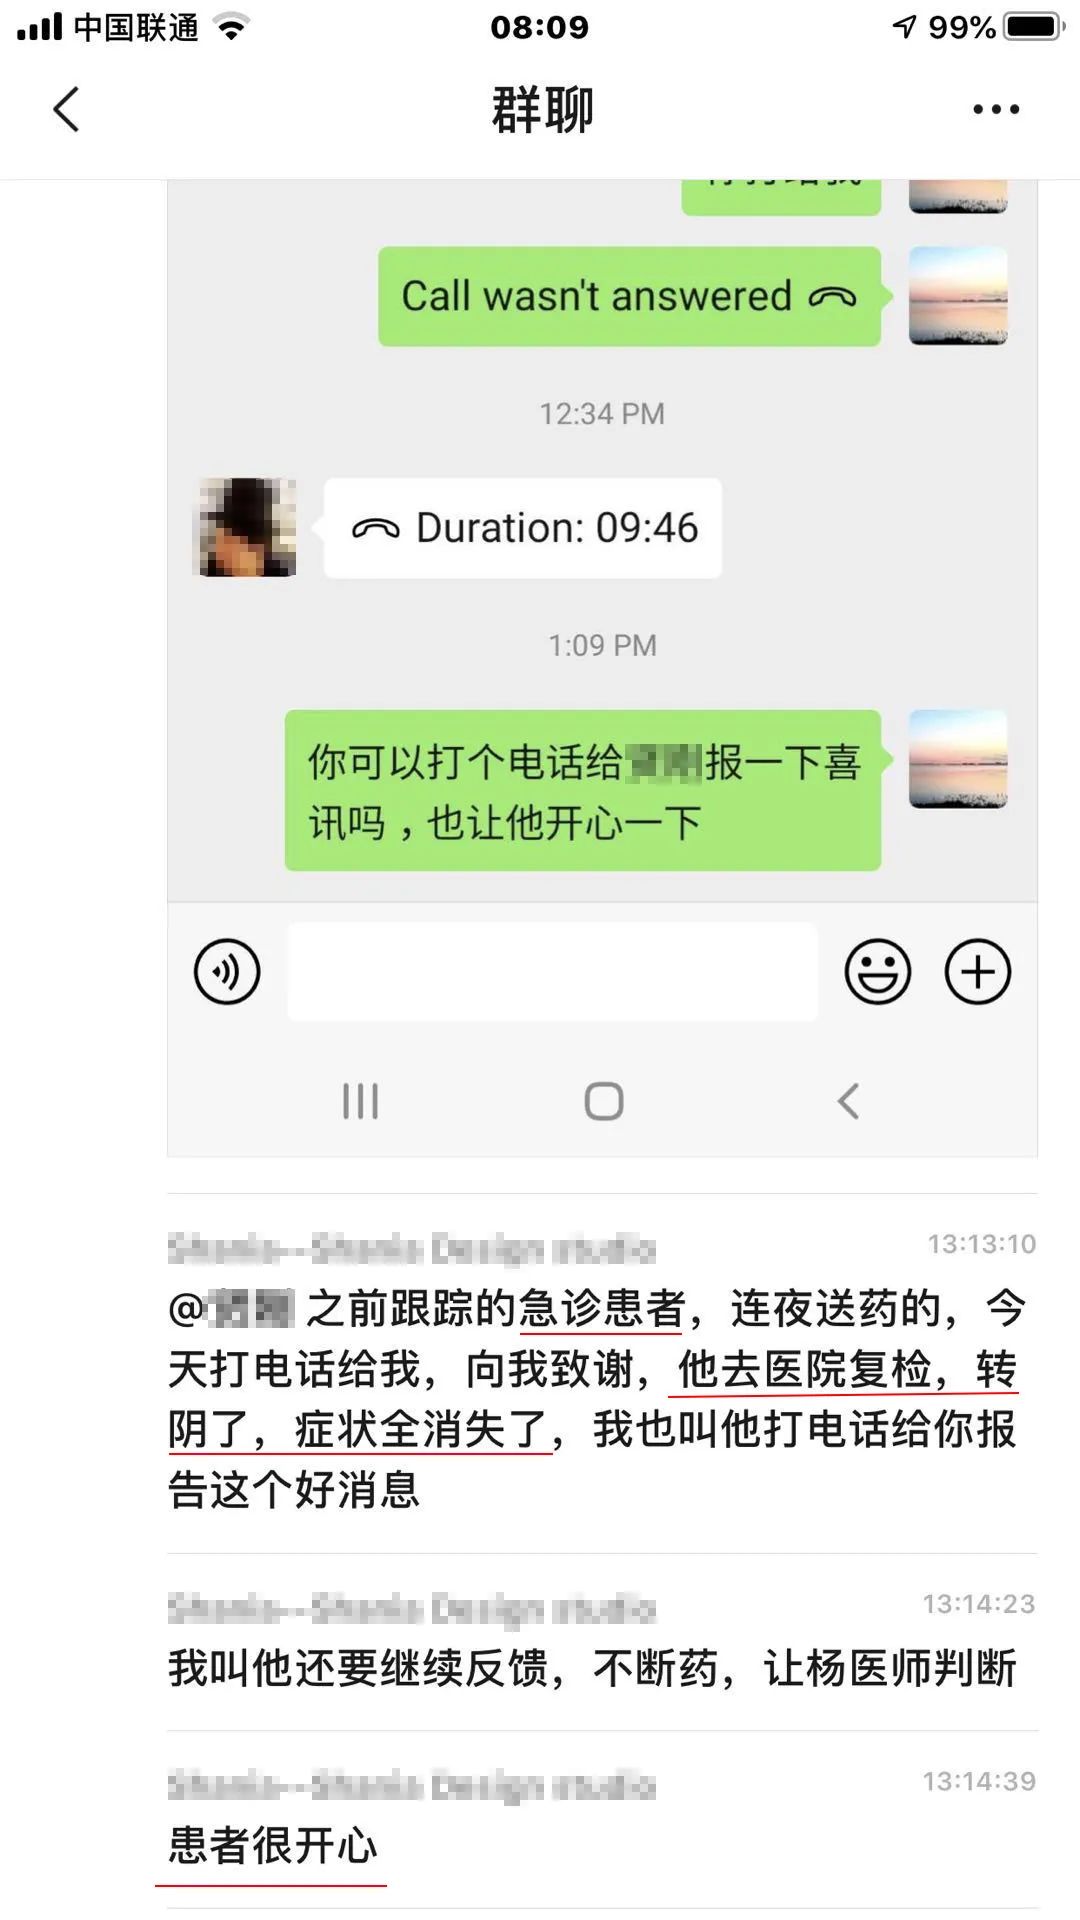 中国联通
08:09
99%
群聊
Call wasn't answered
12:34 PM
Duration: 09:46
1:09 PM
你可以打个电话给报一下喜
讯吗，也让他开心一下
13:13:10
@ 之前跟踪的急诊患者，连夜送药的，今
天打电话给我，向我致谢，他去医院复检，转
阴了，症状全消失了，我也叫他打电话给你报
告这个好消息
13:14:23
我叫他还要继续反馈，不断药，让杨医师判断
13:14:39
患者很开心